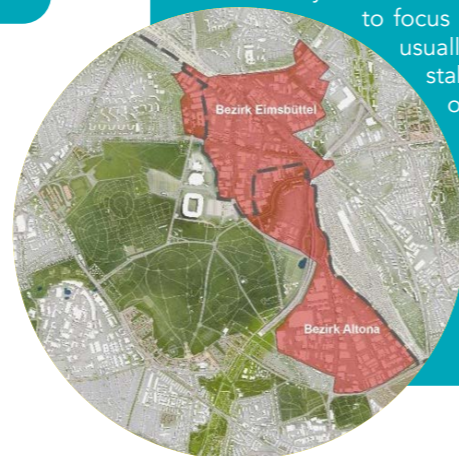 to focus
usuall
stal
o
Bezirk Eimsbüttel
Bezirk Altona